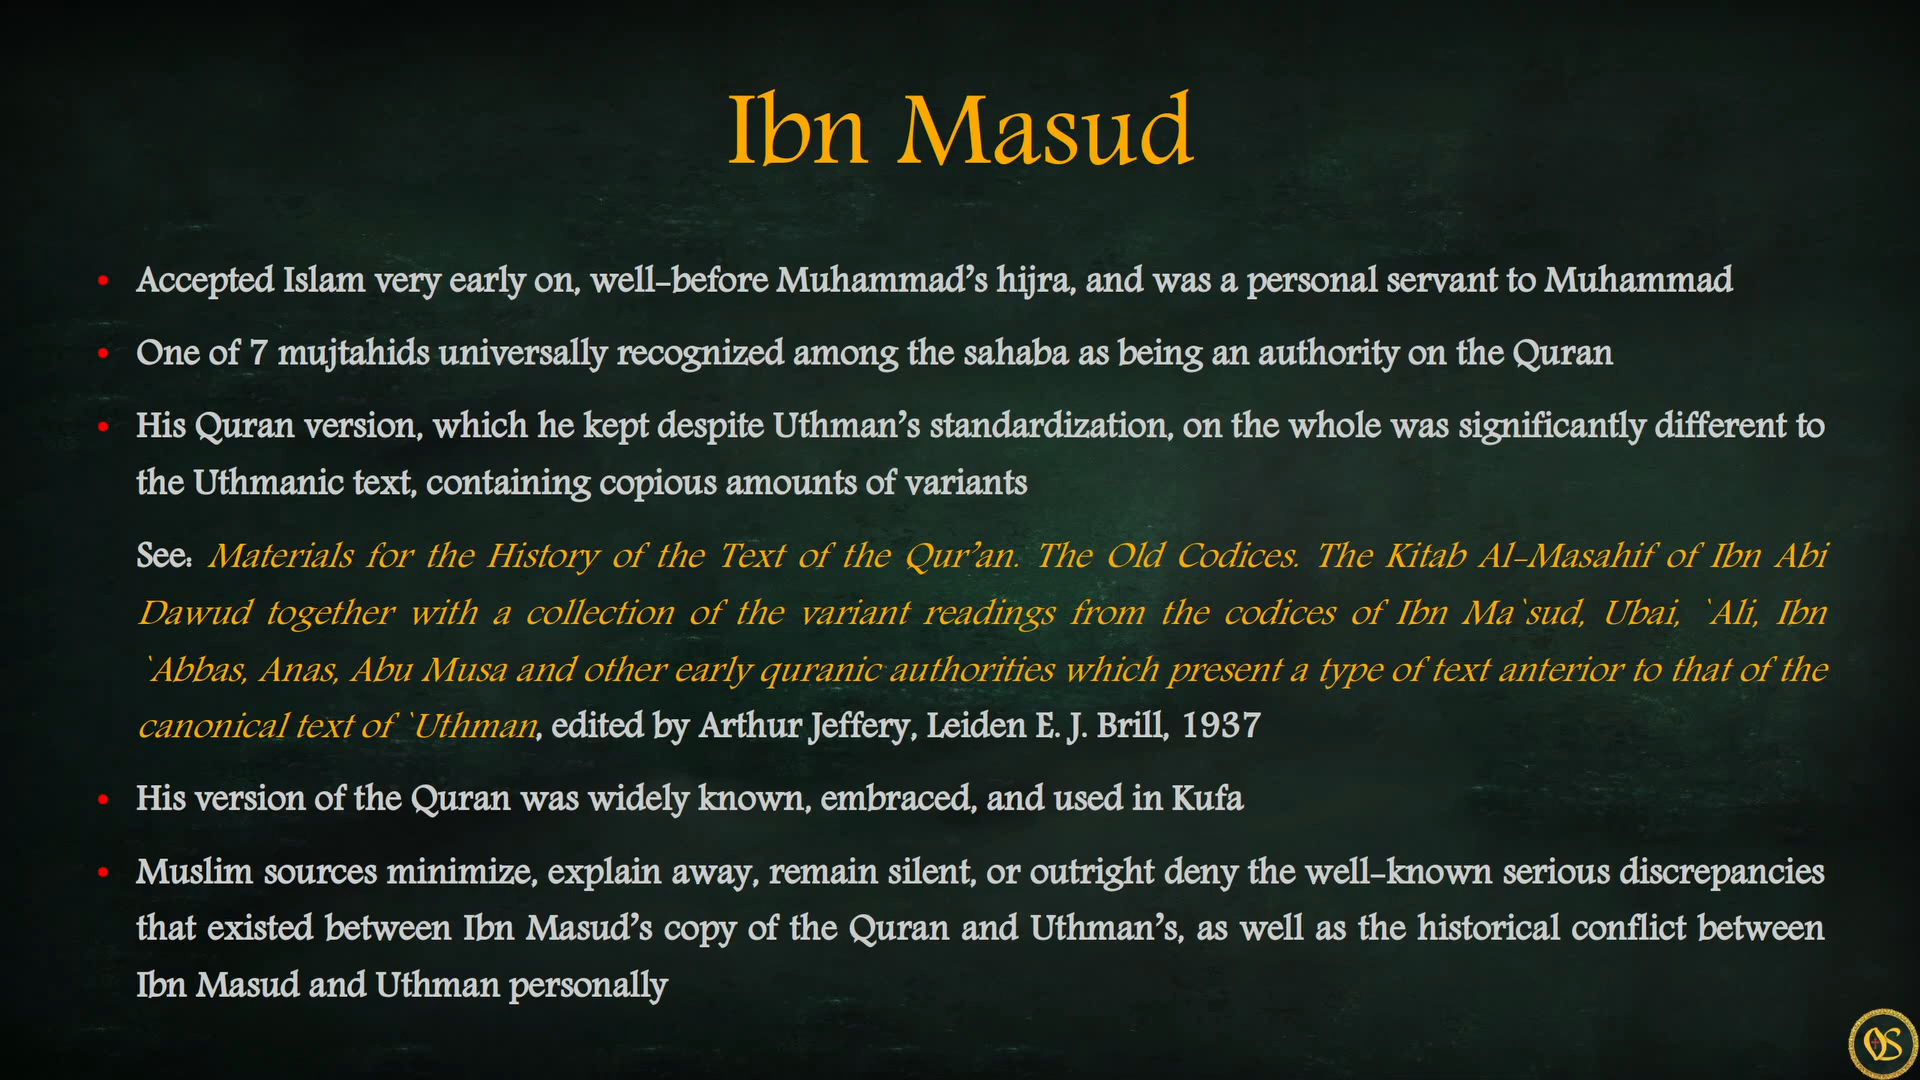 Ibn Masud
• Accepted Islam very early on, well-before Muhammad's hijra, and was a personal servant to Muhammad
• One of 7 mujtahids universally recognized among the sahaba as being an authority on the Quran
• His Quran version, which he kept despite Uthman's standardization, on the whole was significantly different to
the Uthmanic text, containing copious amounts of variants
See: Materials for the History of the Text of the Qur'an. The Old Codices. The Kitab Al-Masahif of Ibn Abi
Dawud together with a collection of the variant readings from the codices of Ibn Ma`sud, Ubai, `Ali, Ibn
`Abbas, Anas, Abu Musa and other early quranic authorities which present a type of text anterior to that of the
canonical text of `Uthman, edited by Arthur Jeffery, Leiden E. J. Brill, 1937
• His version of the Quran was widely known, embraced, and used in Kufa
• Muslim sources minimize, explain away, remain silent, or outright deny the well-known serious discrepancies
that existed between Ibn Masud's copy of the Quran and Uthman's, as well as the historical conflict between
Ibn Masud and Uthman personally